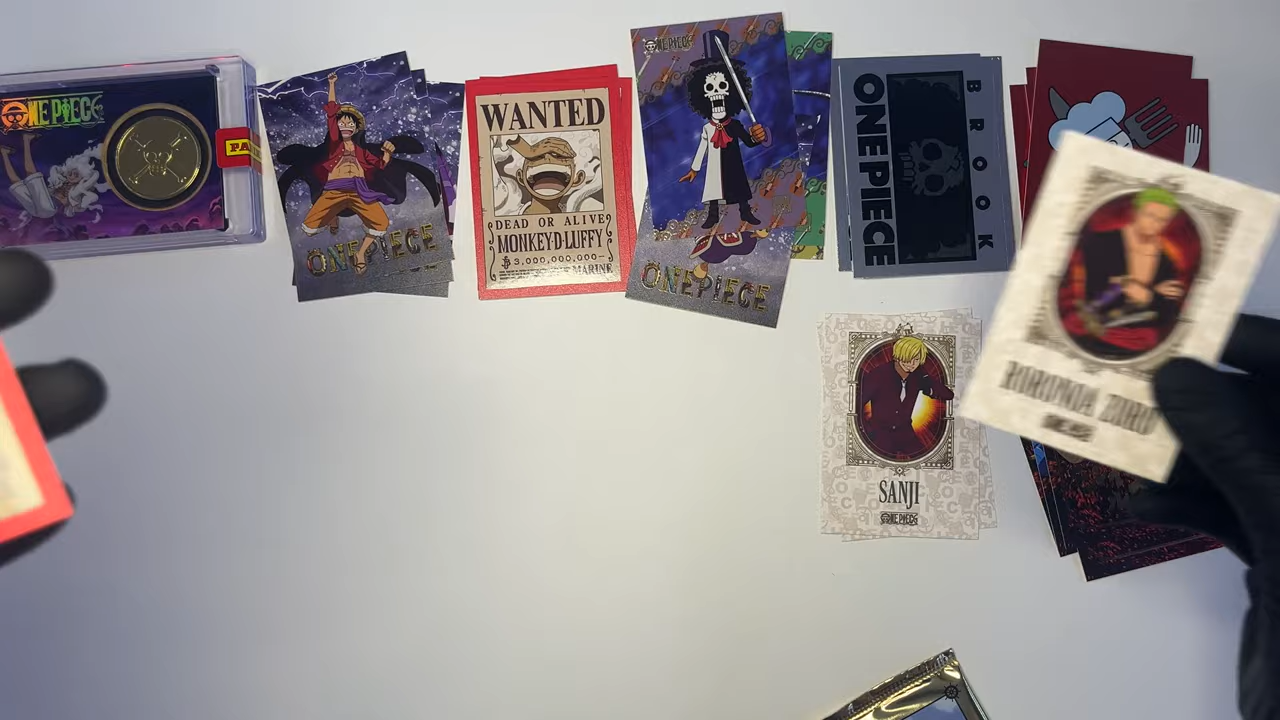 ONE PIECE
PA
ONE PIECE
WANTED
DEAD OR ALIVE
MONKEY·D·LUFFY
3,000,000,000-
MARINE
ONE PIECE
ONE PIECE
ONE PIECE
BROOK
RORONOA ZORO
SANJI
ONE PIECE